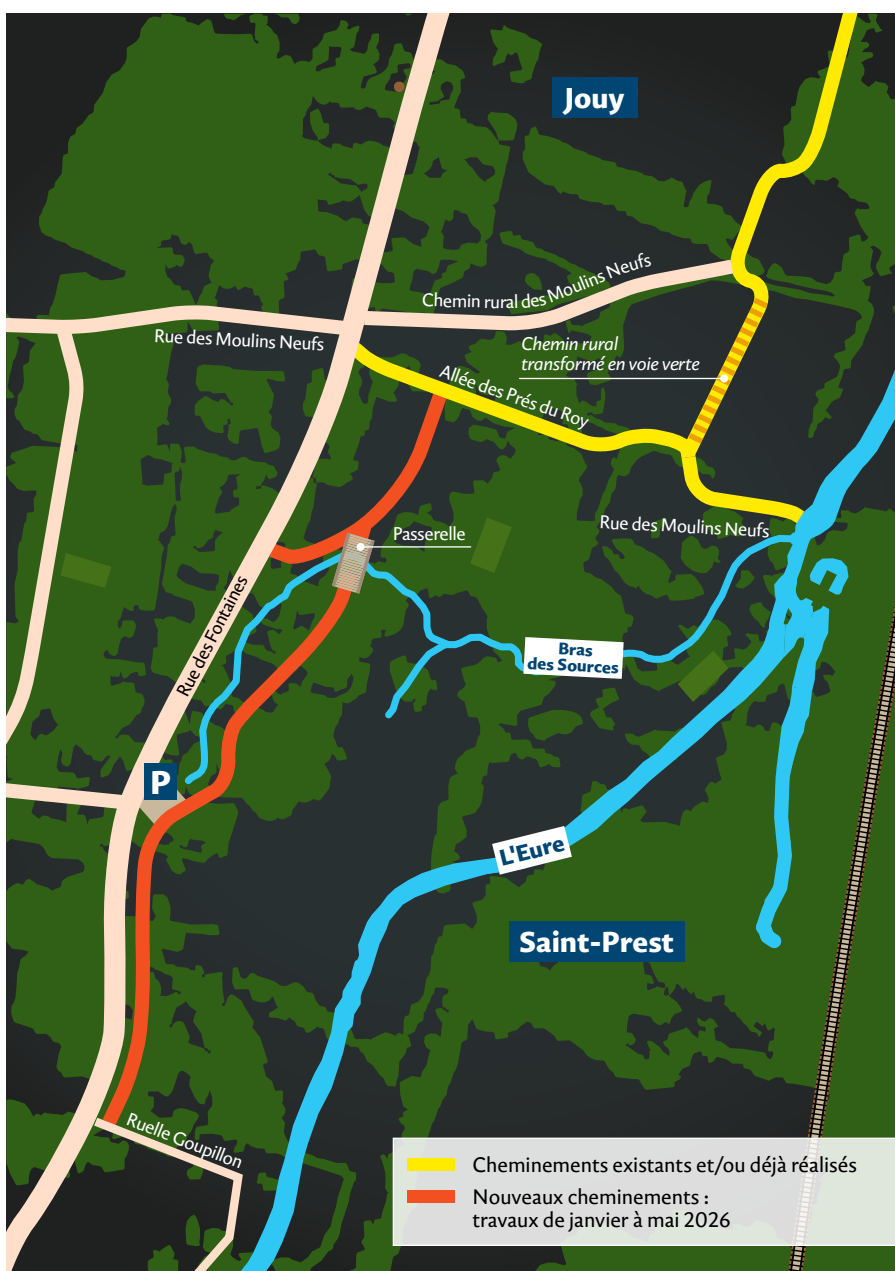 Jouy
Chemin rural des Moulins Neufs
Rue des Moulins Neufs
Chemin rural
transformé en voie verte
Allée des Prés du Roy
Passerelle
Rue des Moulins Neufs
Rue des Fontaines
Bras
des Sources
P
L'Eure
Saint-Prest
Ruelle Goupillon
Cheminements existants et/ou déjà réalisés
Nouveaux cheminements :
travaux de janvier à mai 2026